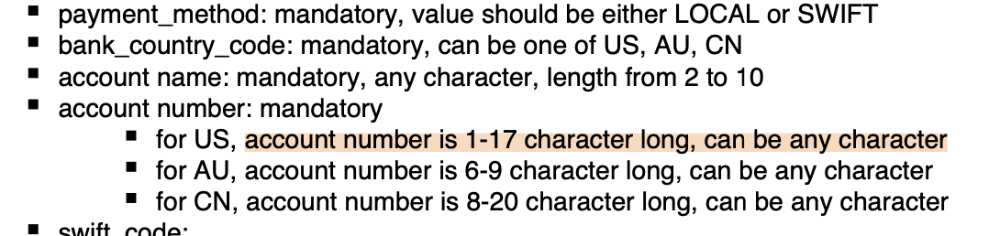 payment_method: mandatory, value should be either LOCAL or SWIFT
bank_country_code: mandatory, can be one of US, AU, CN
account name: mandatory, any character, length from 2 to 10
account number: mandatory
for US, account number is 1-17 character long, can be any character
for AU, account number is 6-9 character long, can be any character
for CN, account number is 8-20 character long, can be any character
swift_code: